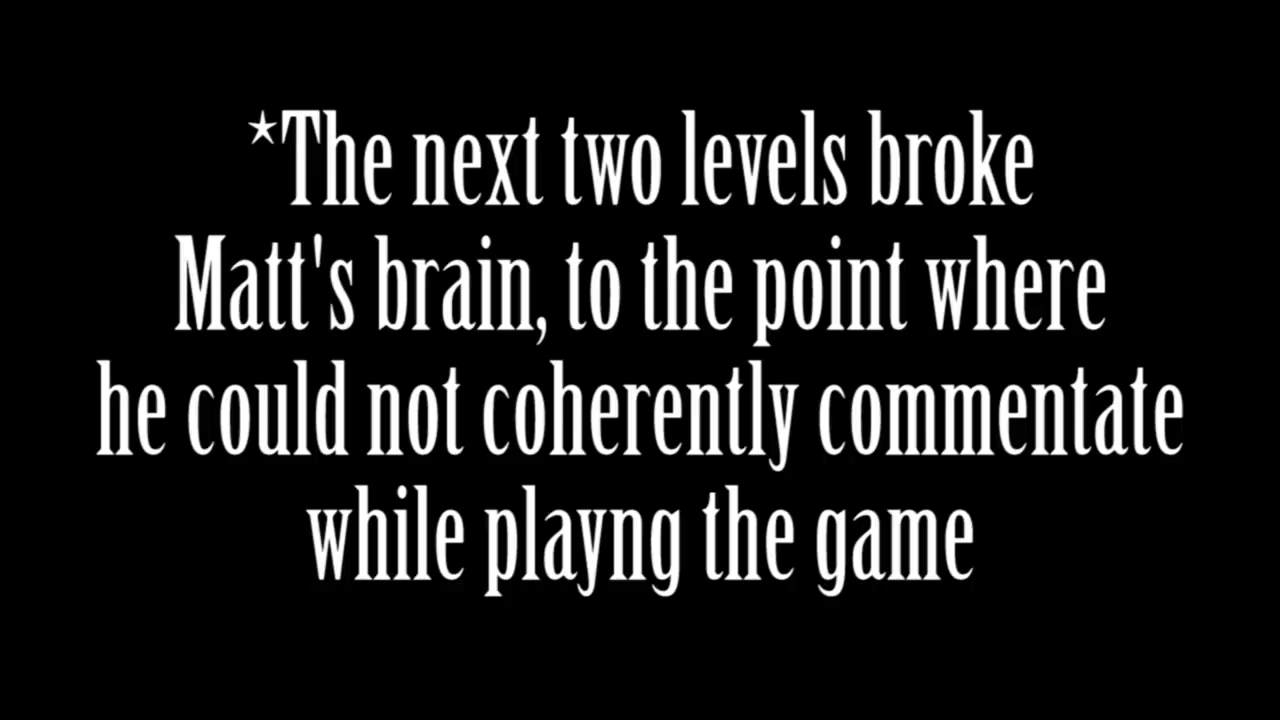 *The next two levels broke
Matt's brain, to the point where
he could not coherently commentate
while playng the game